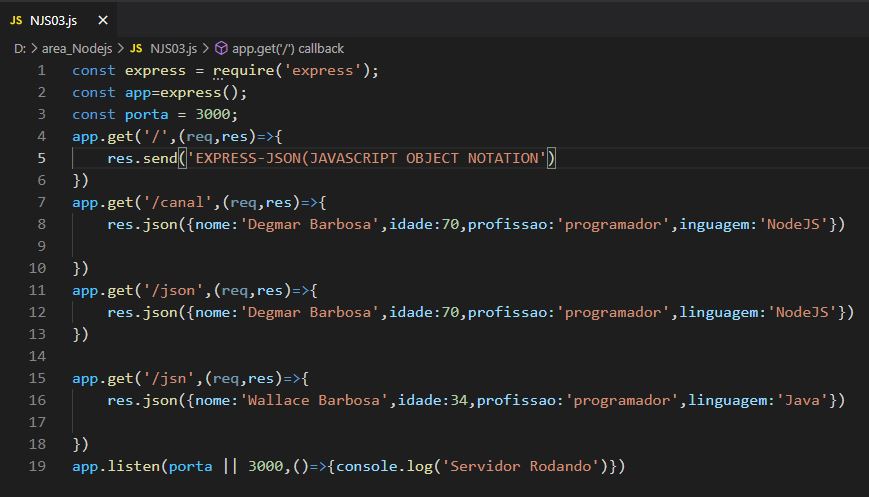 JS NJS03.js ×
D: > area_Nodejs > JS NJS03.js > app.get('/') callback
1 const express = require('express');
2 const app=express();
3 const porta = 3000;
4 app.get('/',(req,res)=>{
5 res.send('EXPRESS-JSON(JAVASCRIPT OBJECT NOTATION')
6 })
7 app.get('/canal',(req,res)=>{
8 res.json({nome:'Degmar Barbosa',idade:70,profissao:'programador',inguagem:'NodeJS'})
9
10 })
11 app.get('/json',(req,res)=>{
12 res.json({nome:'Degmar Barbosa',idade:70,profissao:'programador',linguagem:'NodeJS'})
13 })
14
15 app.get('/jsn',(req,res)=>{
16 res.json({nome:'Wallace Barbosa',idade:34,profissao:'programador',linguagem:'Java'})
17
18 })
19 app.listen(porta || 3000,()=>{console.log('Servidor Rodando')})